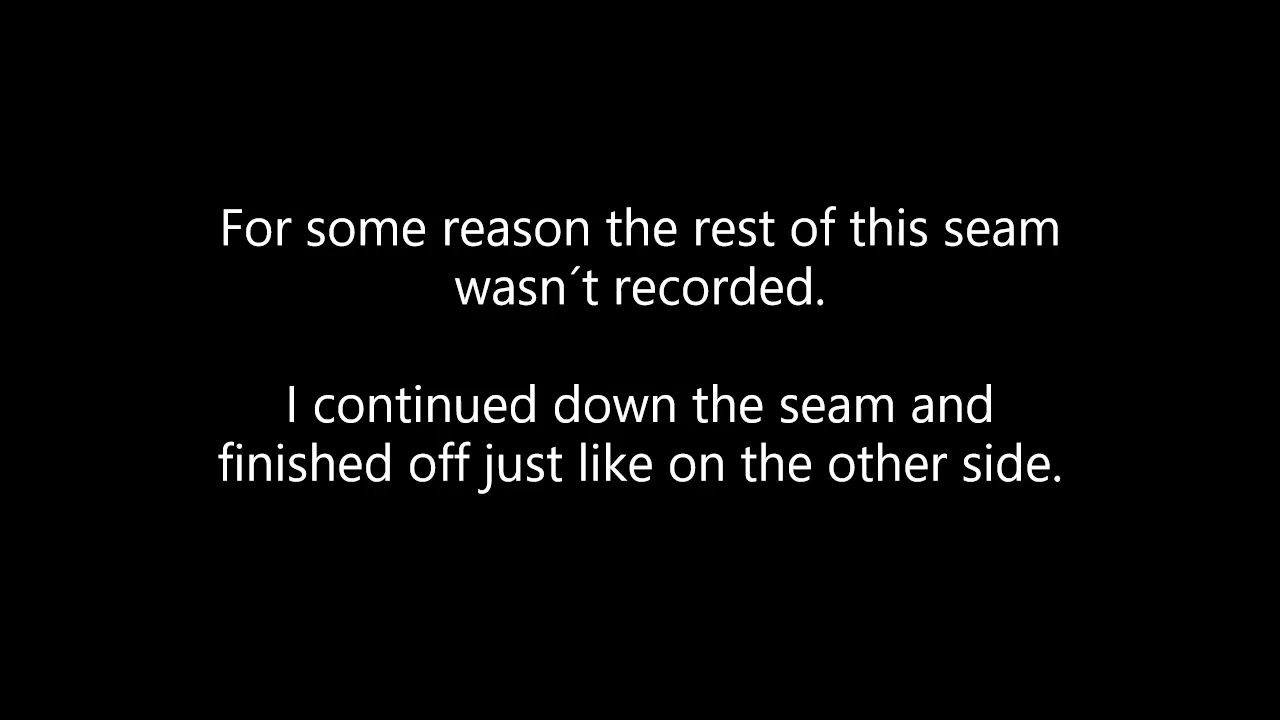 For some reason the rest of this seam
wasn´t recorded.
I continued down the seam and
finished off just like on the other side.